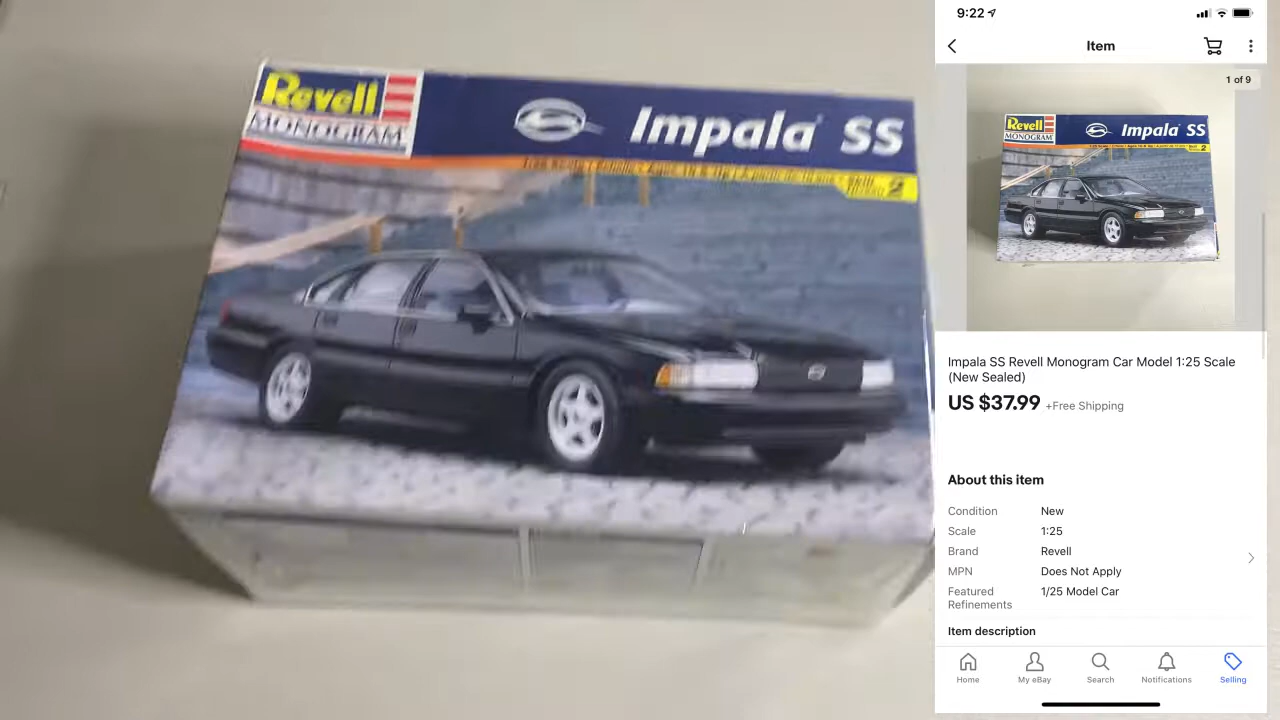 Revell
MONOGRAM
Impala SS
2
9:22
Item
1 of 9
Revell
MONOGRAM
Impala SS
2
Impala SS Revell Monogram Car Model 1:25 Scale
(New Sealed)
US $37.99 +Free Shipping
About this item
Condition New
Scale 1:25
Brand Revell
MPN Does Not Apply
Featured 1/25 Model Car
Refinements
Item description
Home My eBay Search Notifications Selling